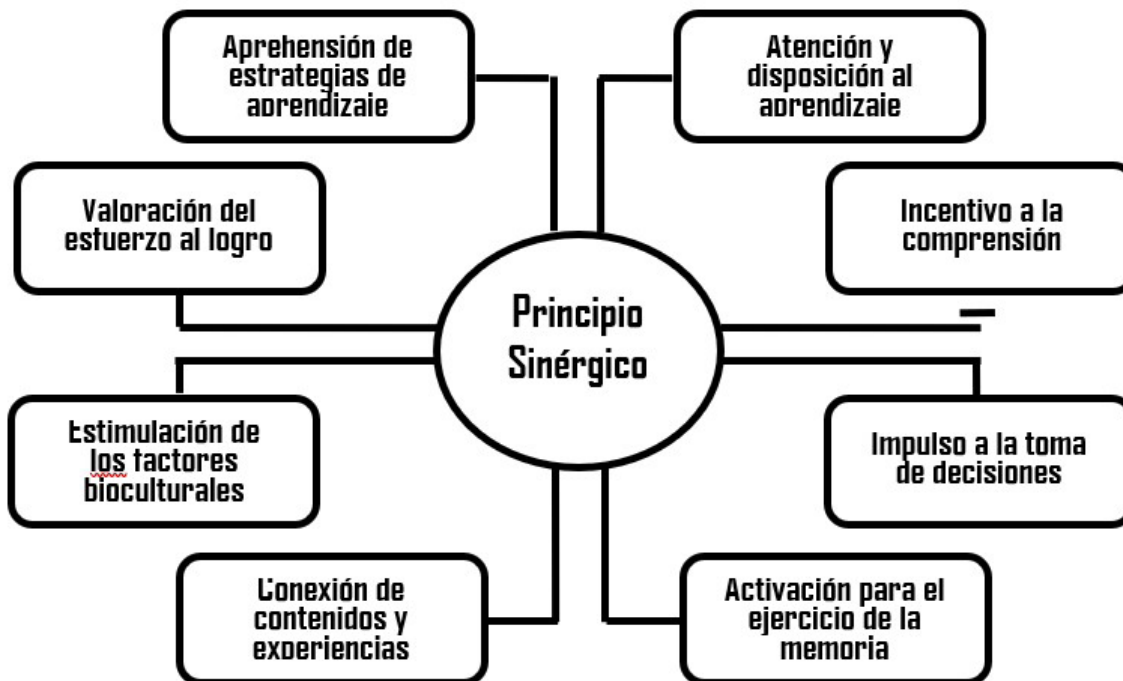 Aprehensión de
estrategias de
aprendizaje
Atención y
disposición al
aprendizaje
Valoración del
esfuerzo al logro
Incentivo a la
comprensión
Principio
Sinérgico
Estimulación de
los factores
bioculturales
Impulso a la toma
de decisiones
Conexión de
contenidos y
experiencias
Activación para el
ejercicio de la
memoria